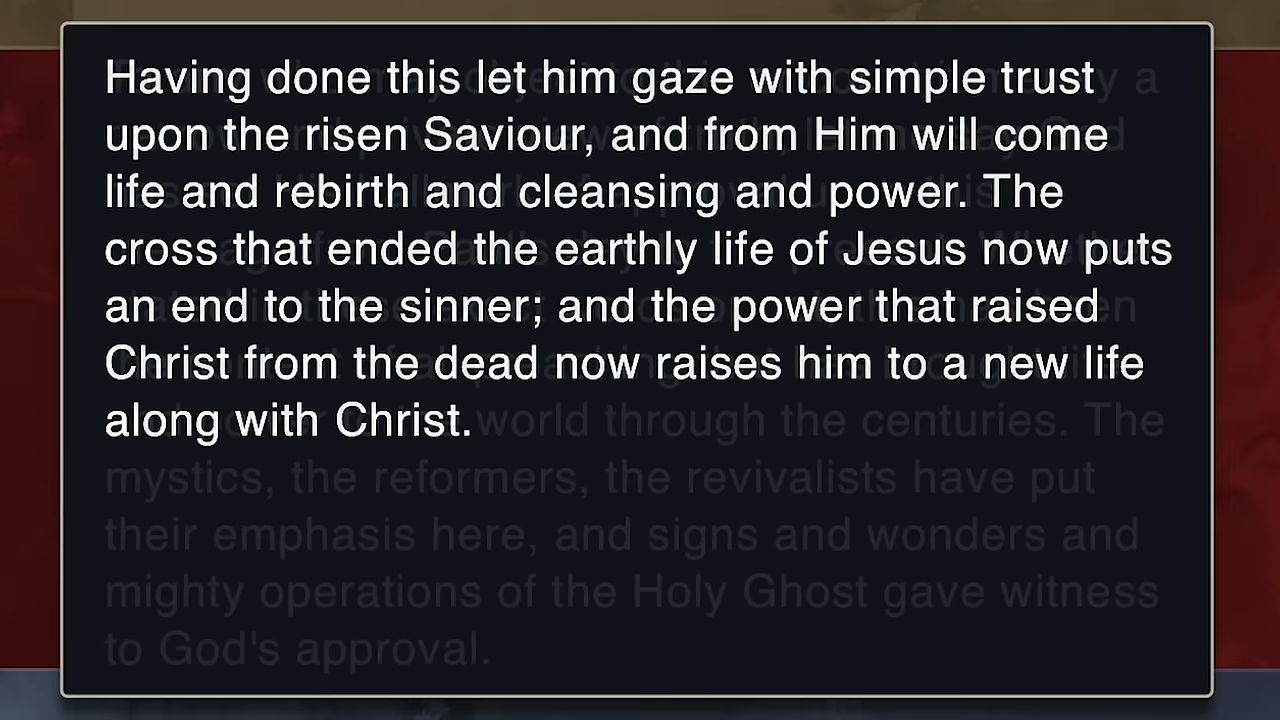 Having done this let him gaze with simple trust
upon the risen Saviour, and from Him will come
life and rebirth and cleansing and power. The
cross that ended the earthly life of Jesus now puts
an end to the sinner; and the power that raised
Christ from the dead now raises him to a new life
along with Christ.
world through the centuries. The
mystics, the reformers, the revivalists have put
their emphasis here, and signs and wonders and
mighty operations of the Holy Ghost gave witness
to God's approval.